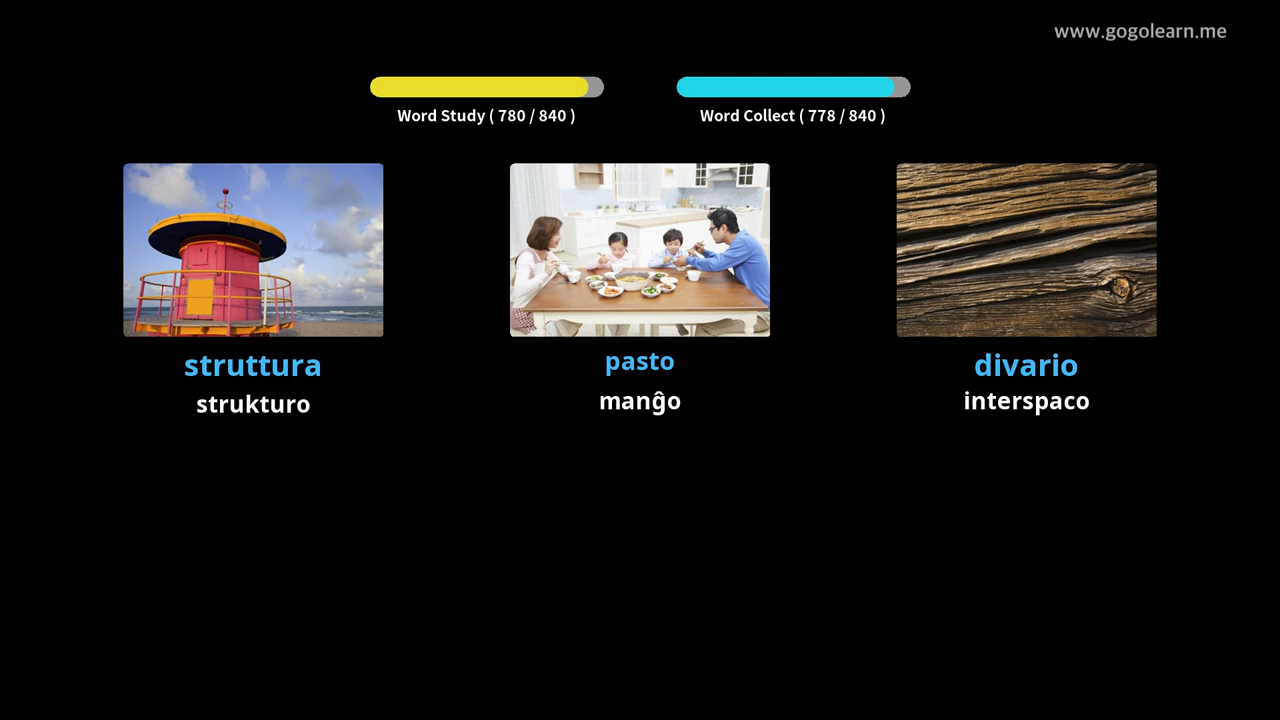 www.gogolearn.me
Word Study ( 780 / 840 )
Word Collect ( 778 / 840 )
struttura
strukturo
pasto
manĝo
divario
interspaco